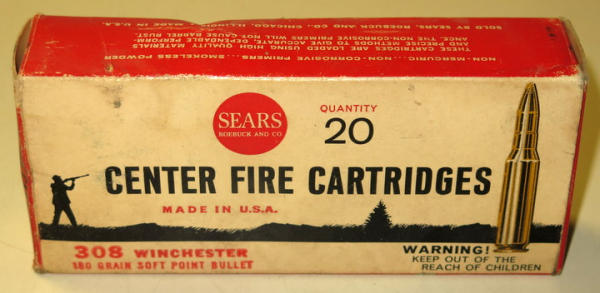 SOLD BY SEARS, ROEBUCK AND CO., CHICAGO, ILLINOIS. MADE IN U.S.A.
THESE CARTRIDGES ARE LOADED USING HIGH QUALITY MATERIALS
AND PRECISE METHODS TO GIVE ACCURATE, DEPENDABLE PERFORM-
ANCE. THE NON-CORROSIVE PRIMERS WILL NOT CAUSE BARREL RUST.
NON-MERCURIC...NON-CORROSIVE PRIMERS...SMOKELESS POWDER
SEARS
ROEBUCK AND CO
QUANTITY
20
CENTER FIRE CARTRIDGES
MADE IN U.S.A.
308 WINCHESTER
180 GRAIN SOFT POINT BULLET
WARNING!
KEEP OUT OF THE
REACH OF CHILDREN